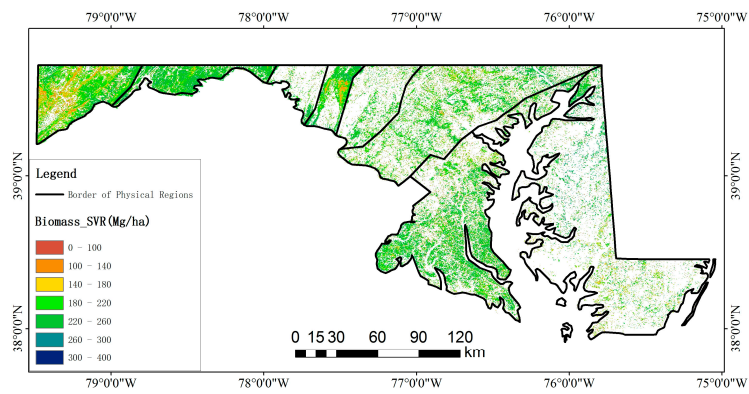 79°0'0"W 78°0'0"W 77°0'0"W 76°0'0"W 75°0'0"W
39°0'0"N 39°0'0"N
Legend
Border of Physical Regions
Biomass_SVR(Mg/ha)
0 - 100
100 - 140
140 - 180
180 - 220
220 - 260
260 - 300
300 - 400
38°0'0"N 38°0'0"N
0 15 30 60 90 120
km
79°0'0"W 78°0'0"W 77°0'0"W 76°0'0"W 75°0'0"W